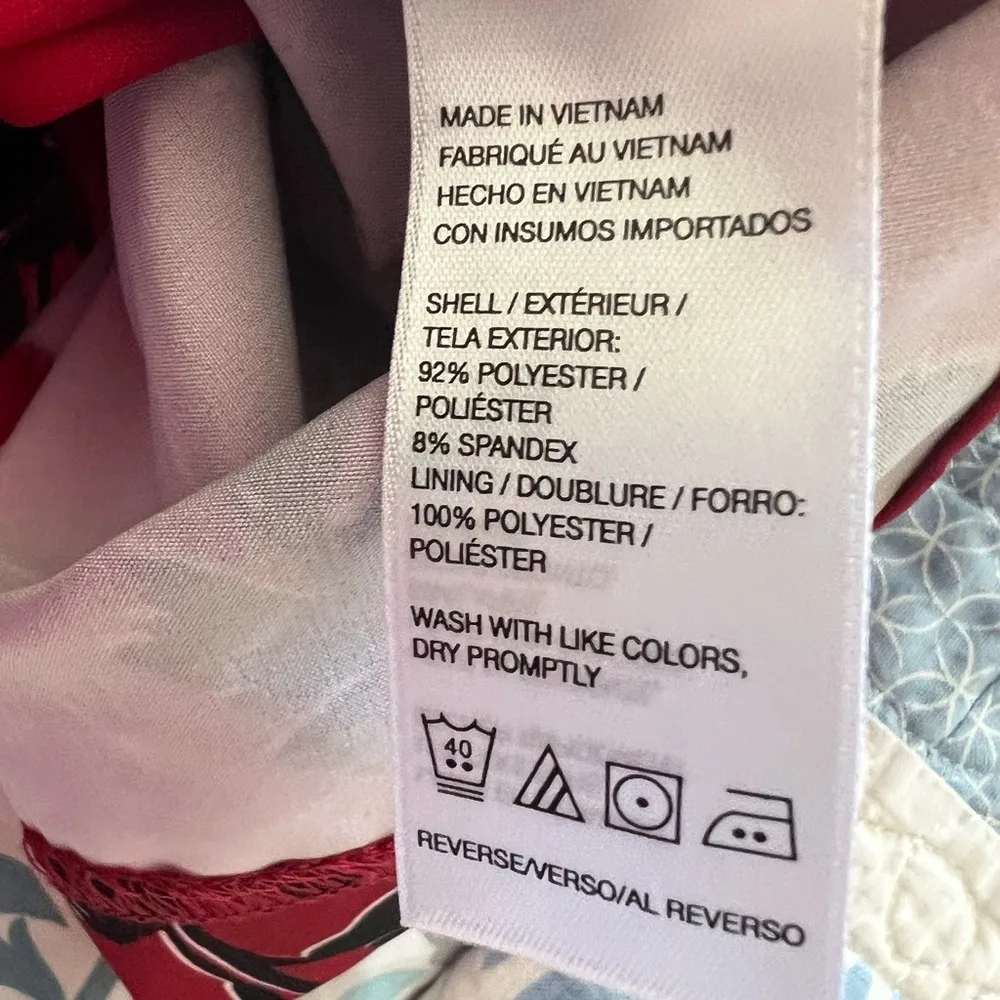 MADE IN VIETNAM
FABRIQUÉ AU VIETNAM
HECHO EN VIETNAM
CON INSUMOS IMPORTADOS
SHELL / EXTÉRIEUR /
TELA EXTERIOR:
92% POLYESTER /
POLIÉSTER
8% SPANDEX
LINING / DOUBLURE / FORRO:
100% POLYESTER /
POLIÉSTER
WASH WITH LIKE COLORS,
DRY PROMPTLY
40
REVERSE/VERSO/AL REVERSO